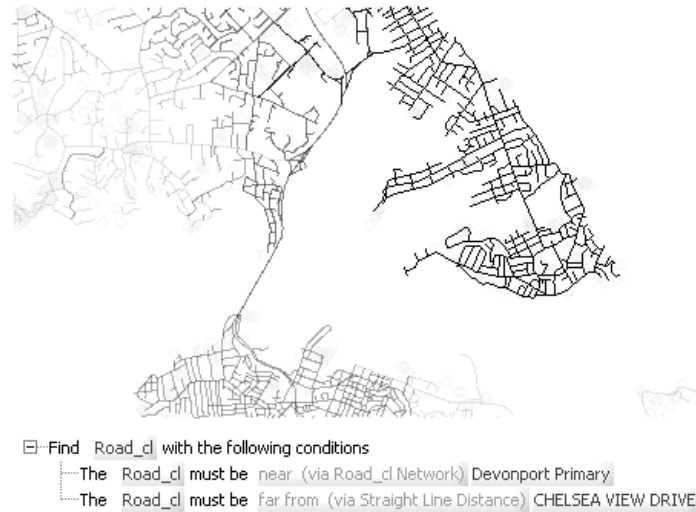 Find Road_cl with the following conditions
The Road_cl must be near (via Road_cl Network) Devonport Primary
The Road_cl must be far from (via Straight Line Distance) CHELSEA VIEW DRIVE